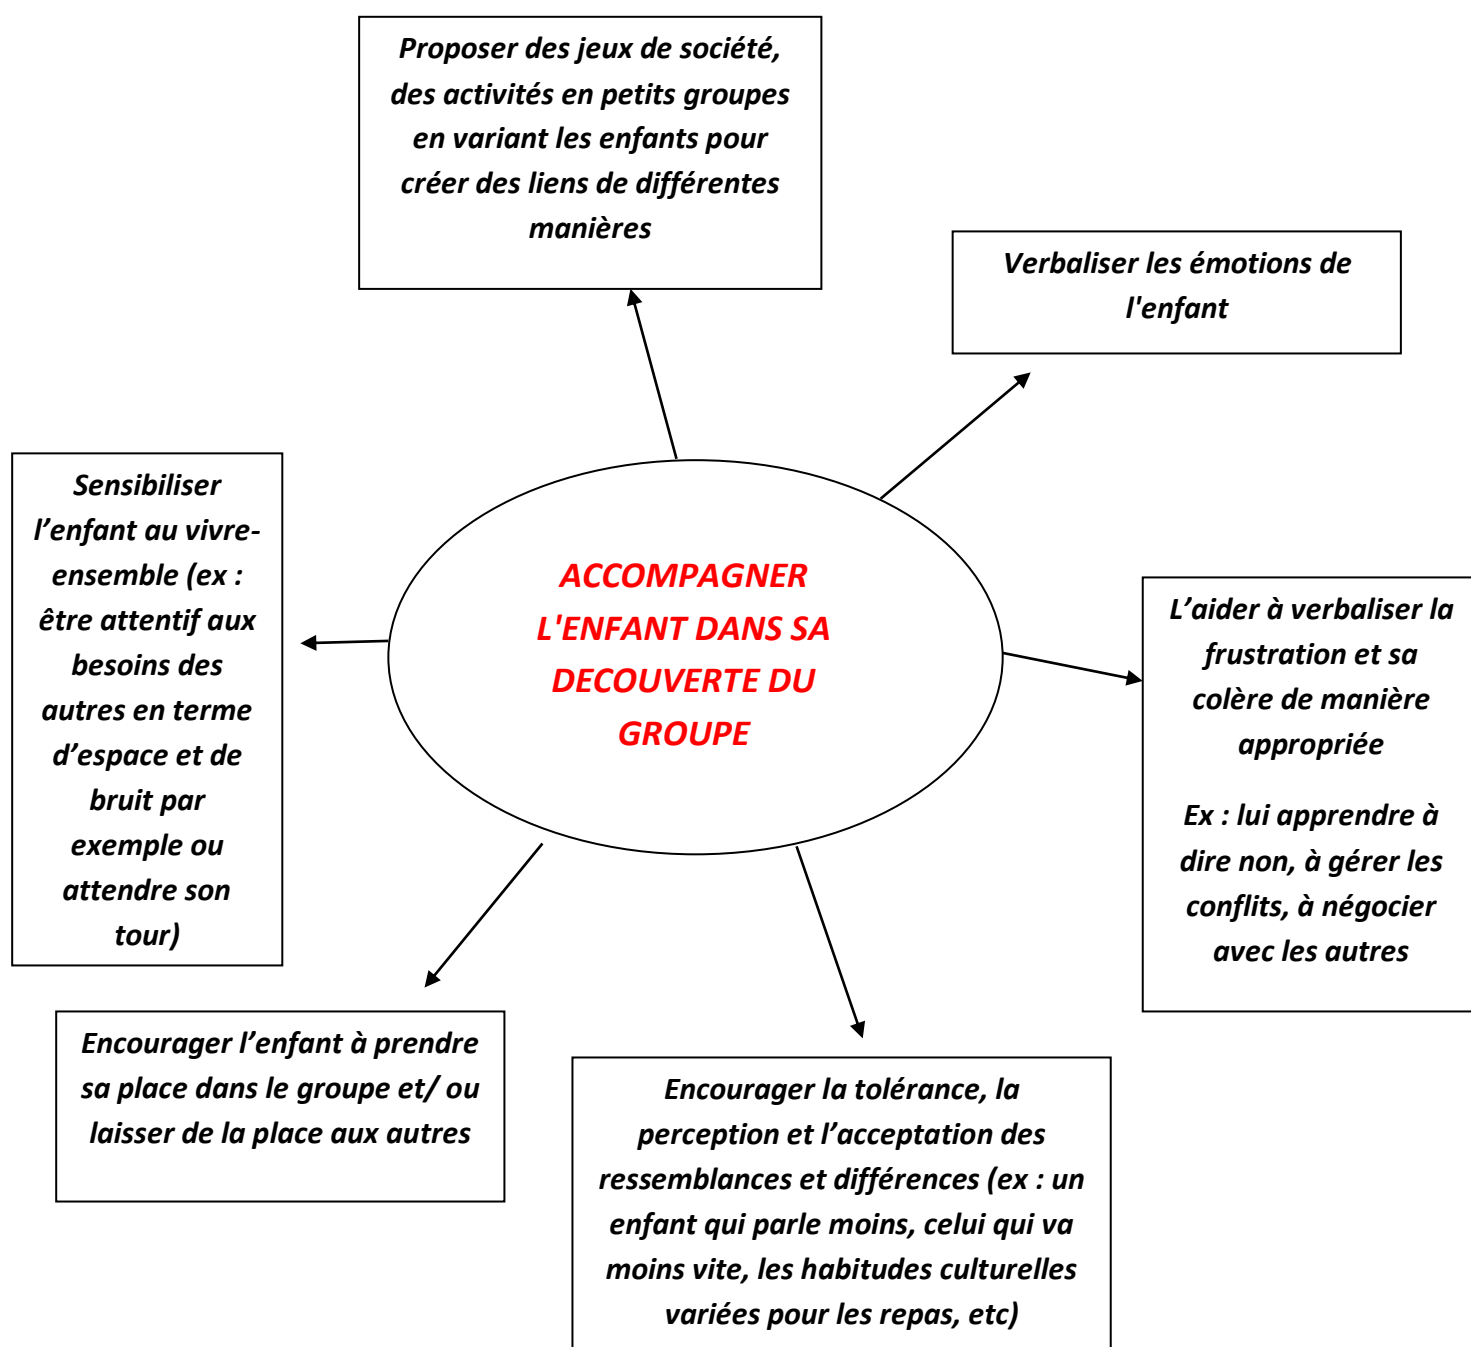 Proposer des jeux de société,
des activités en petits groupes
en variant les enfants pour
créer des liens de différentes
manières
Verbaliser les émotions de
l'enfant
Sensibiliser
l’enfant au vivre-
ensemble (ex :
être attentif aux
besoins des
autres en terme
d’espace et de
bruit par
exemple ou
attendre son
tour)
ACCOMPAGNER
L'ENFANT DANS SA
DECOUVERTE DU
GROUPE
L’aider à verbaliser la
frustration et sa
colère de manière
appropriée
Ex : lui apprendre à
dire non, à gérer les
conflits, à négocier
avec les autres
Encourager l’enfant à prendre
sa place dans le groupe et/ ou
laisser de la place aux autres
Encourager la tolérance, la
perception et l’acceptation des
ressemblances et différences (ex : un
enfant qui parle moins, celui qui va
moins vite, les habitudes culturelles
variées pour les repas, etc)